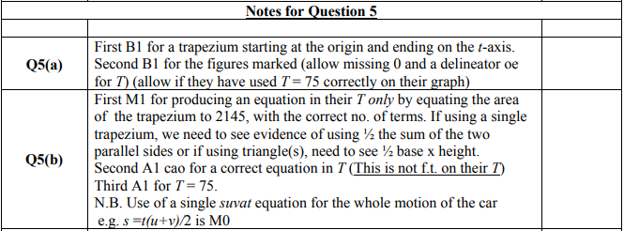 Notes for Question 5
Q5(a)
First B1 for a trapezium starting at the origin and ending on the t-axis.
Second B1 for the figures marked (allow missing 0 and a delineator oe
for T) (allow if they have used T = 75 correctly on their graph)
Q5(b)
First M1 for producing an equation in their T only by equating the area
of the trapezium to 2145, with the correct no. of terms. If using a single
trapezium, we need to see evidence of using ½ the sum of the two
parallel sides or if using triangle(s), need to see ½ base x height.
Second A1 cao for a correct equation in T (This is not f.t. on their T)
Third A1 for T = 75.
N.B. Use of a single suvat equation for the whole motion of the car
e.g. s =t(u+v)/2 is M0